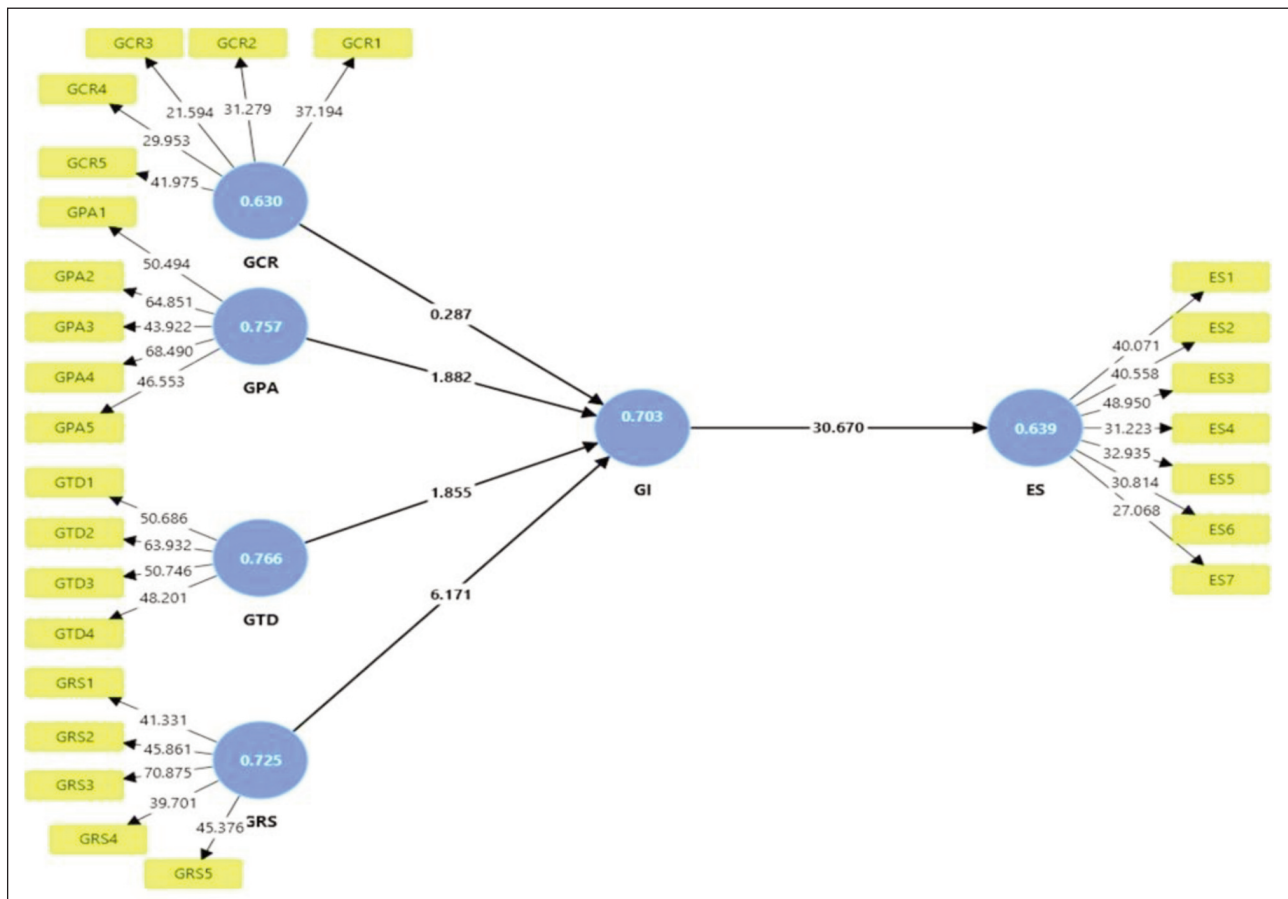 GCR3
GCR2
GCR1
GCR4
21.594
31.279
37.194
29.953
GCR5
41.975
0.630
GPA1
GCR
50.494
GPA2
64.851
GPA3
43.922
0.757
0.287
GPA4
68.490
46.553
GPA
1.882
GPA5
GTD1
50.686
GTD2
63.932
0.766
GTD3
50.746
48.201
GTD
1.855
GTD4
GRS1
41.331
GRS2
45.861
0.725
6.171
GRS3
70.875
39.701
GRS4
45.376
GRS
GRS5
0.703
GI
30.670
0.639
ES
ES1
40.071
ES2
40.558
ES3
48.950
ES4
31.223
32.935
ES5
30.814
ES6
27.068
ES7